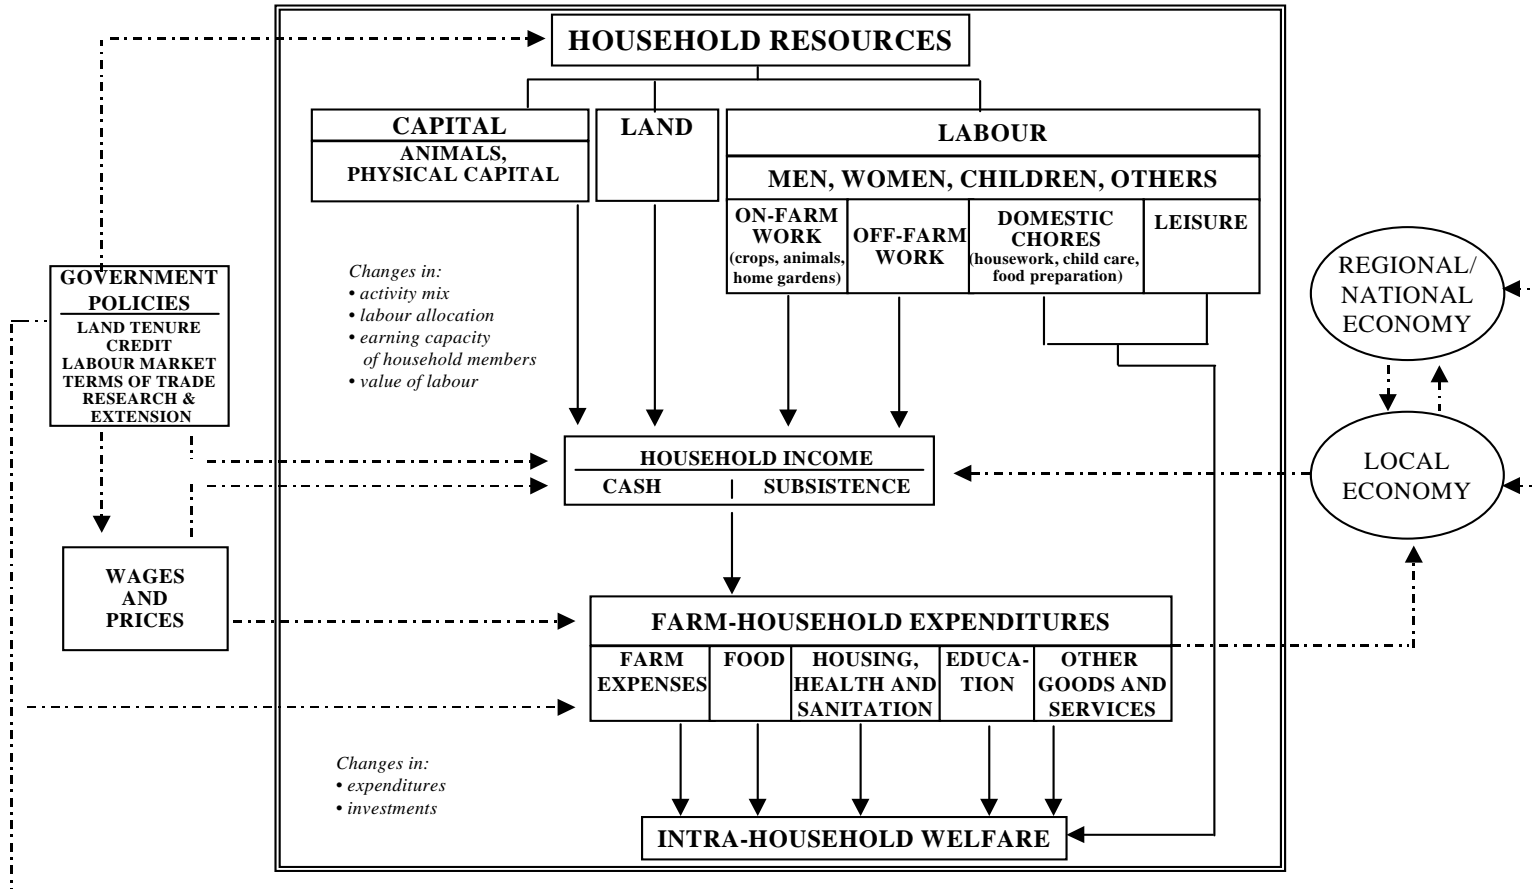 HOUSEHOLD RESOURCES
CAPITAL
ANIMALS,
PHYSICAL CAPITAL
LAND
LABOUR
MEN, WOMEN, CHILDREN, OTHERS
ON-FARM
WORK
(crops, animals,
home gardens)
OFF-FARM
WORK
DOMESTIC
CHORES
(housework, child care,
food preparation)
LEISURE
Changes in:
• activity mix
• labour allocation
• earning capacity
of household members
• value of labour
GOVERNMENT
POLICIES
LAND TENURE
CREDIT
LABOUR MARKET
TERMS OF TRADE
RESEARCH &
EXTENSION
REGIONAL/
NATIONAL
ECONOMY
HOUSEHOLD INCOME
CASH
SUBSISTENCE
LOCAL
ECONOMY
WAGES
AND
PRICES
FARM-HOUSEHOLD EXPENDITURES
FARM
EXPENSES
FOOD
HOUSING,
HEALTH AND
SANITATION
EDUCA-
TION
OTHER
GOODS AND
SERVICES
Changes in:
• expenditures
• investments
INTRA-HOUSEHOLD WELFARE